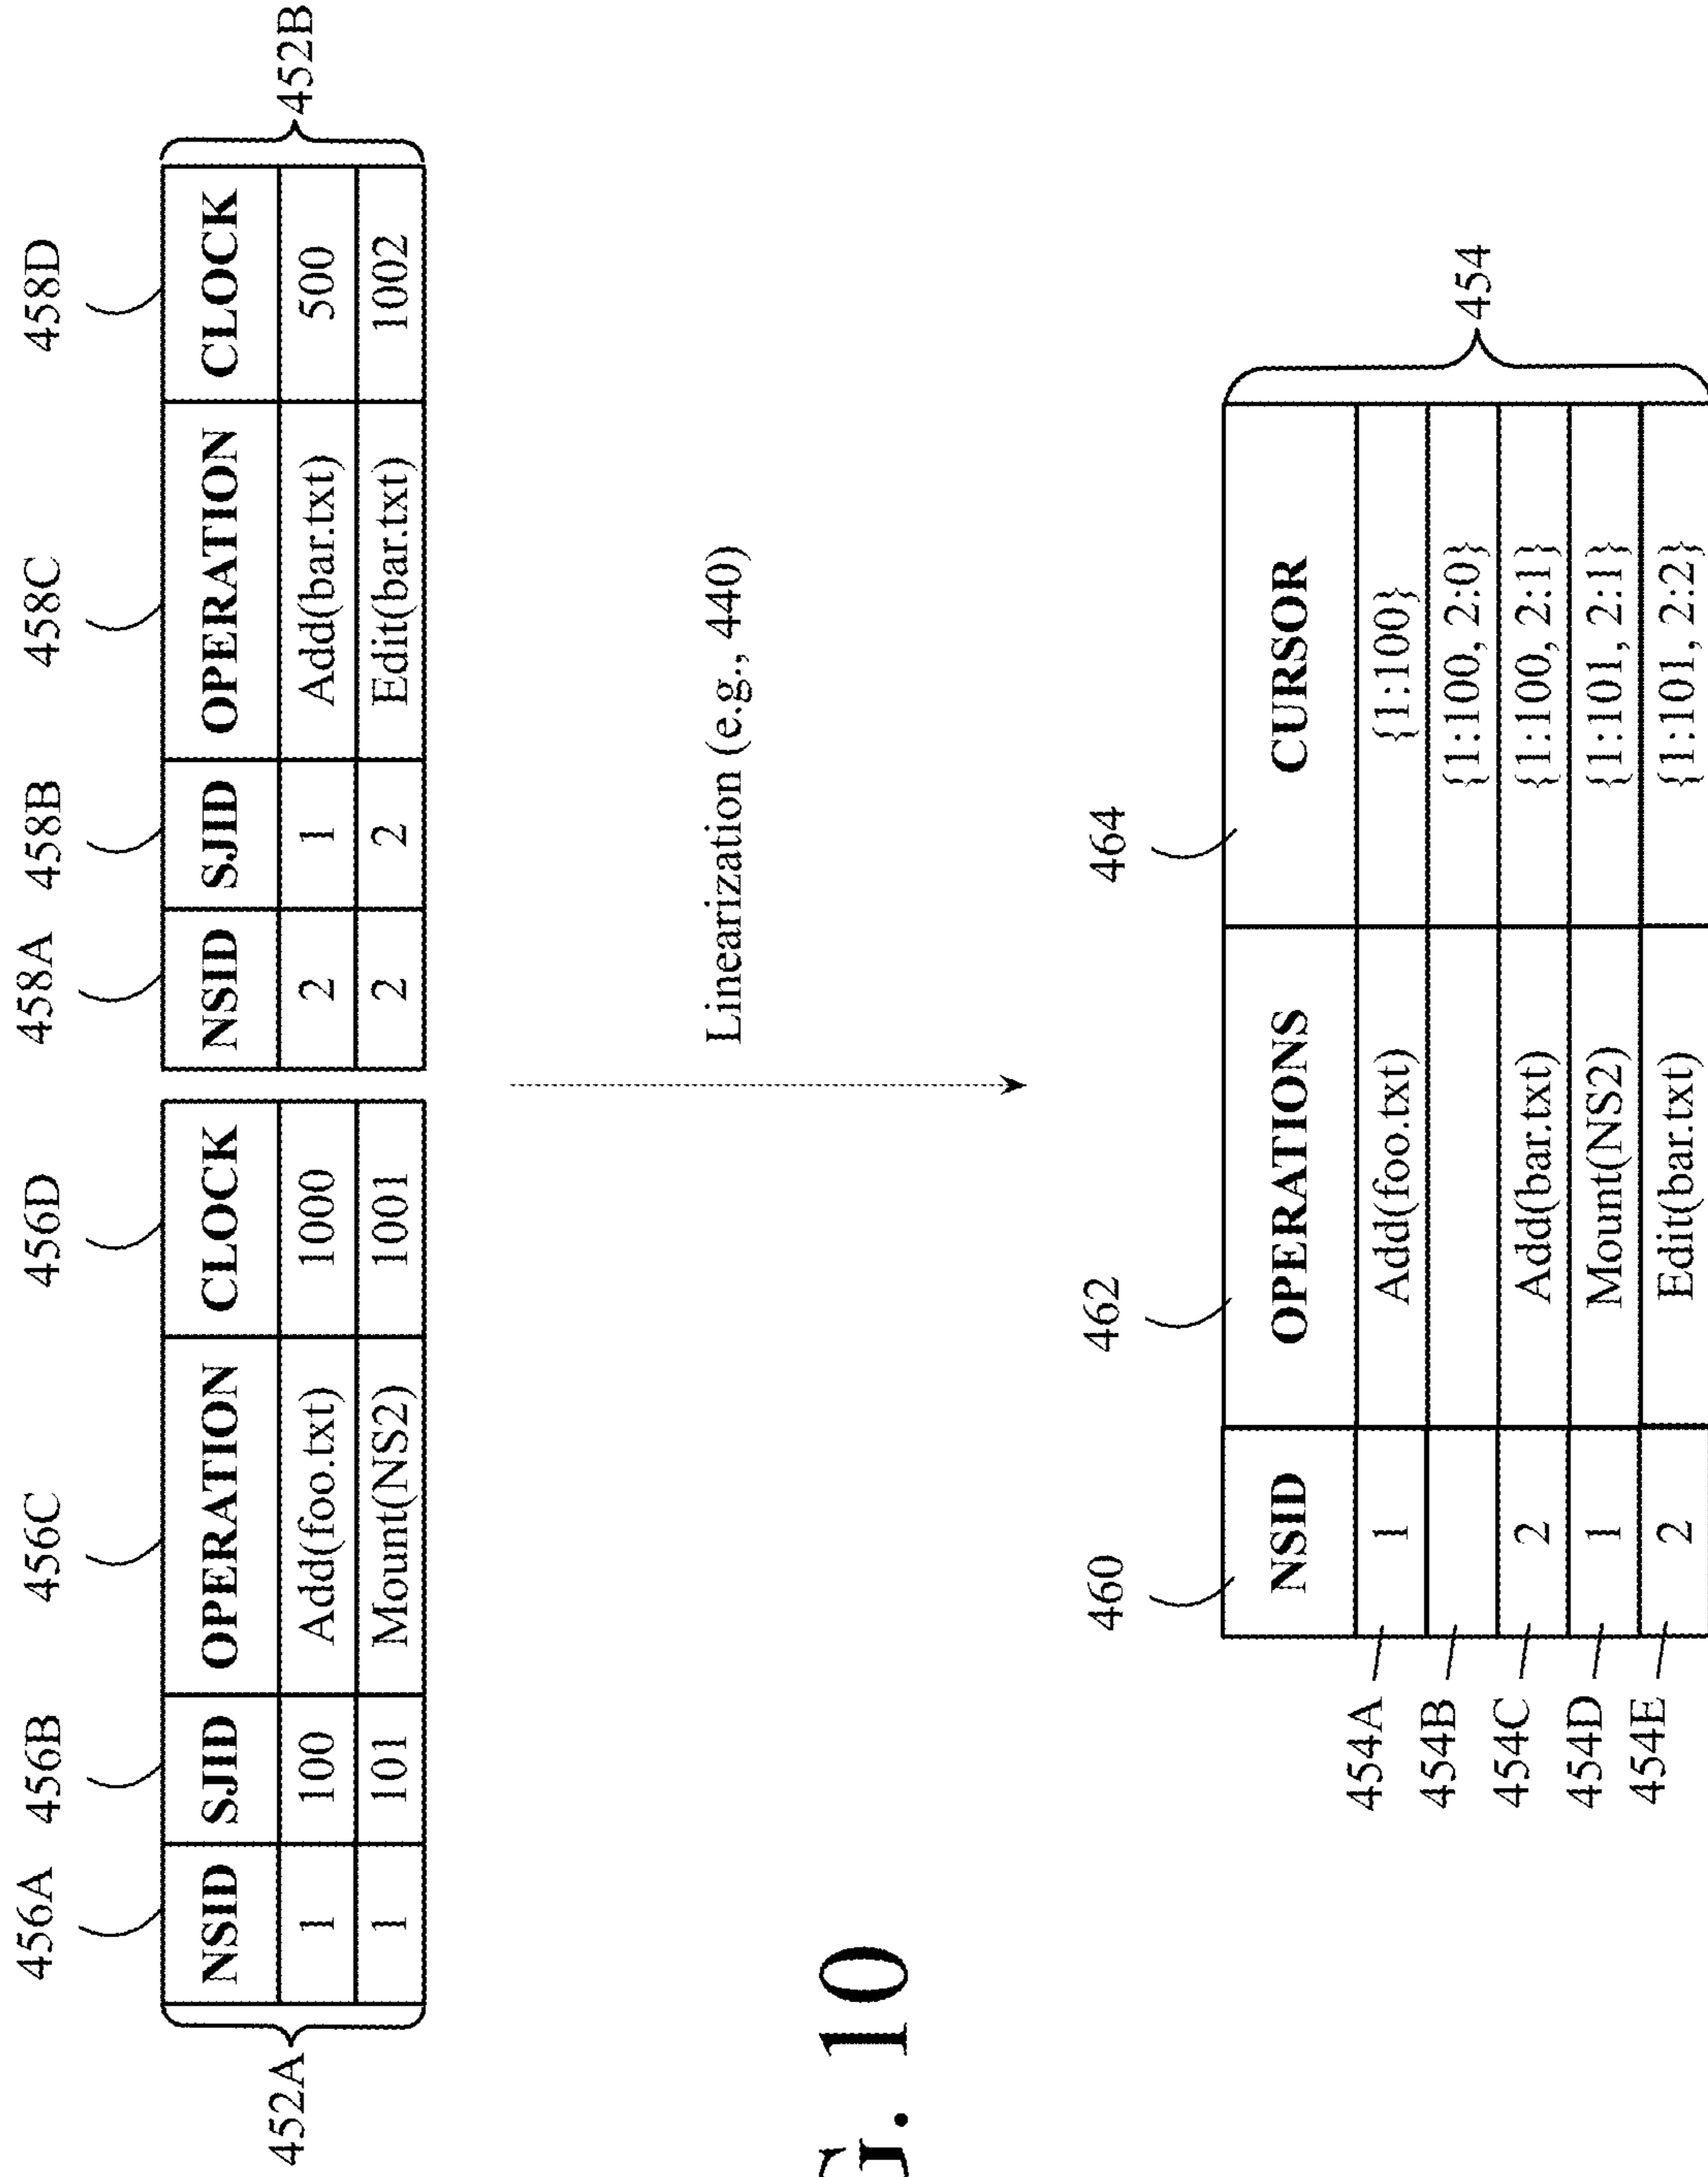 456A 456B 456C 456D 458A 458B 458C 458D
NSID SJID OPERATION CLOCK NSID SJID OPERATION CLOCK
452A 1 100 Add(foo.txt) 1000 2 1 Add(bar.txt) 500 452B
1 101 Mount(NS2) 1001 2 2 Edit(bar.txt) 1002
Linearization (e.g., 440)
G. 10
460 462 464
NSID OPERATIONS CURSOR
454A 1 Add(foo.txt) {1:100}
454B {1:100, 2:0}
454C 2 Add(bar.txt) {1:100, 2:1} 454
454D 1 Mount(NS2) {1:101, 2:1}
454E 2 Edit(bar.txt) {1:101, 2:2}